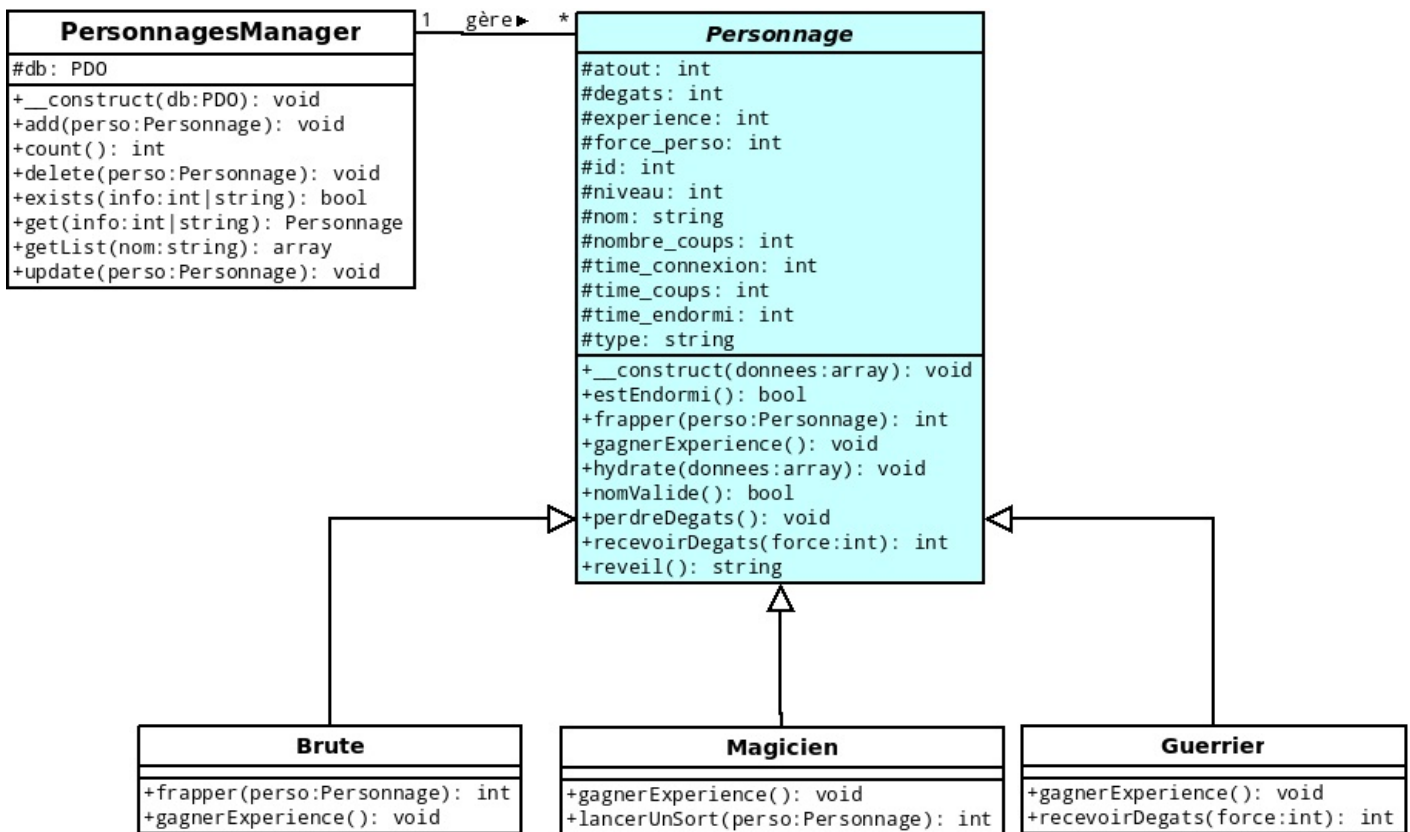 PersonnagesManager
#db: PDO
+__construct(db:PDO): void
+add(perso:Personnage): void
+count(): int
+delete(perso:Personnage): void
+exists(info:int|string): bool
+get(info:int|string): Personnage
+getList(nom:string): array
+update(perso:Personnage): void
1 gère▶ *
Personnage
#atout: int
#degats: int
#experience: int
#force_perso: int
#id: int
#niveau: int
#nom: string
#nombre_coups: int
#time_connexion: int
#time_coups: int
#time_endormi: int
#type: string
+__construct(donnees:array): void
+estEndormi(): bool
+frapper(perso:Personnage): int
+gagnerExperience(): void
+hydrate(donnees:array): void
+nomValide(): bool
+perdreDegats(): void
+recevoirDegats(force:int): int
+reveil(): string
Brute
+frapper(perso:Personnage): int
+gagnerExperience(): void
Magicien
+gagnerExperience(): void
+lancerUnSort(perso:Personnage): int
Guerrier
+gagnerExperience(): void
+recevoirDegats(force:int): int